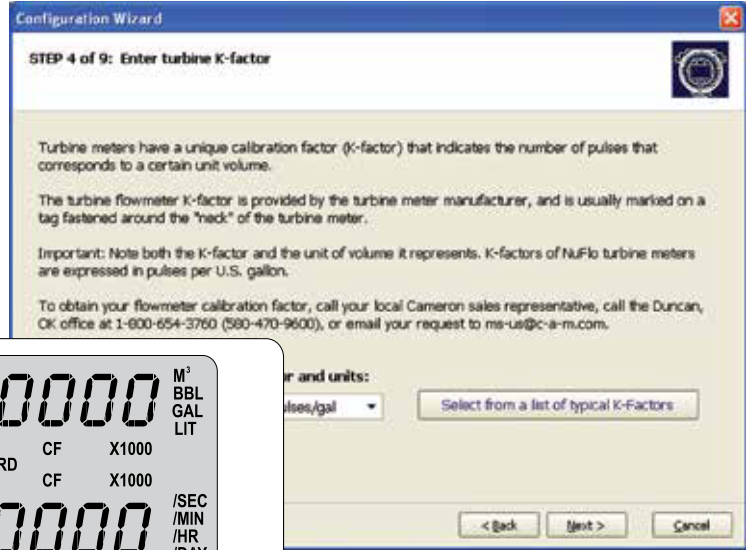 Configuration Wizard
STEP 4 of 9: Enter turbine K-factor
Turbine meters have a unique calibration factor (K-factor) that indicates the number of pulses that
corresponds to a certain unit volume.
The turbine flowmeter K-factor is provided by the turbine meter manufacturer, and is usually marked on a
tag fastened around the "neck" of the turbine meter.
Important: Note both the K-factor and the unit of volume it represents. K-factors of NuFlo turbine meters
are expressed in pulses per U.S. gallon.
To obtain your flowmeter calibration factor, call your local Cameron sales representative, call the Duncan,
OK office at 1-800-654-3760 (580-470-9600), or email your request to ms-us@c-a-m.com.
and units:
pulses/gal
Select from a list of typical K-Factors
< Back
Next >
Cancel
0000
M³
BBL
GAL
LIT
CF X1000
RD
CF X1000
0000
/SEC
/MIN
/HR
/DAY